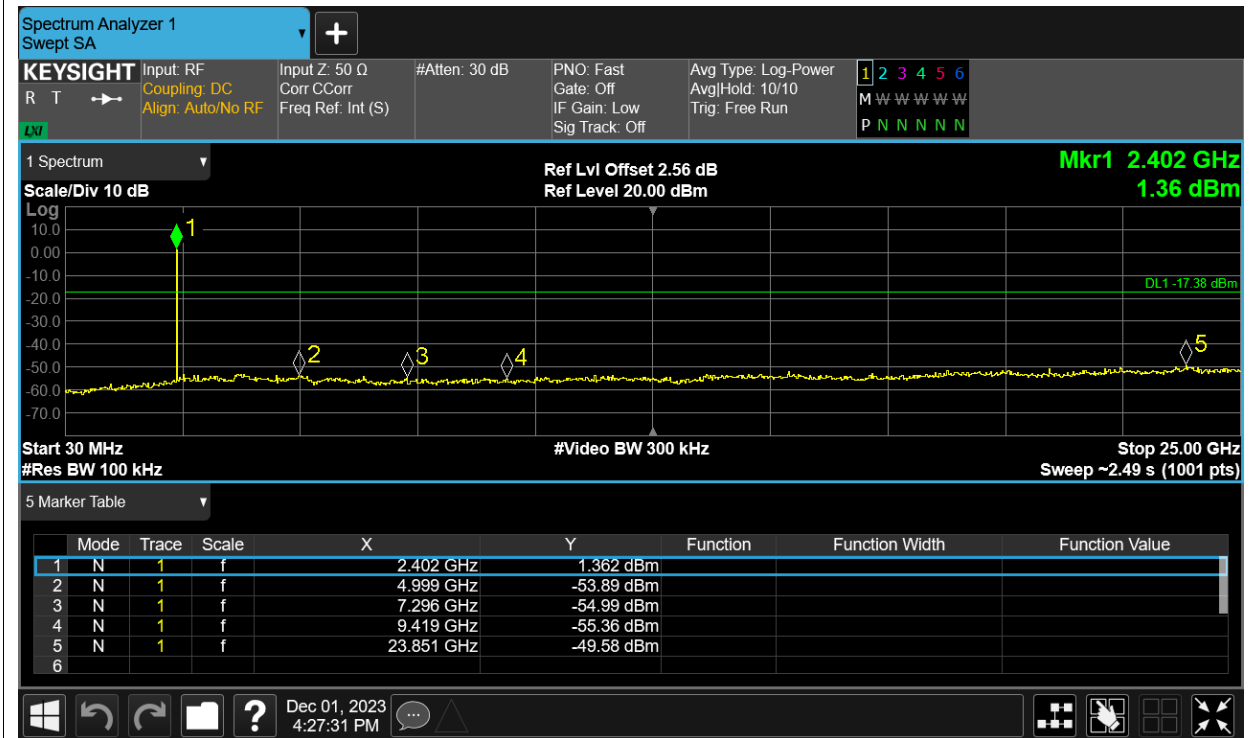 Spectrum Analyzer 1
Swept SA
+
KEYSIGHT
R T
LXI
Input: RF
Coupling: DC
Align: Auto/No RF
Input Z: 50 Ω
Corr CCorr
Freq Ref: Int (S)
#Atten: 30 dB
PNO: Fast
Gate: Off
IF Gain: Low
Sig Track: Off
Avg Type: Log-Power
Avg|Hold: 10/10
Trig: Free Run
1 2 3 4 5 6
M W W W W W
P N N N N N
1 Spectrum
Scale/Div 10 dB
Ref Lvl Offset 2.56 dB
Ref Level 20.00 dBm
Mkr1 2.402 GHz
1.36 dBm
Log
10.0
0.00
-10.0
-20.0
-30.0
-40.0
-50.0
-60.0
-70.0
1
2
3
4
5
DL1 -17.38 dBm
Start 30 MHz
#Res BW 100 kHz
#Video BW 300 kHz
Stop 25.00 GHz
Sweep ~2.49 s (1001 pts)
5 Marker Table
Mode Trace Scale X Y Function Function Width Function Value
1 N 1 f 2.402 GHz 1.362 dBm
2 N 1 f 4.999 GHz -53.89 dBm
3 N 1 f 7.296 GHz -54.99 dBm
4 N 1 f 9.419 GHz -55.36 dBm
5 N 1 f 23.851 GHz -49.58 dBm
6
?
Dec 01, 2023
4:27:31 PM